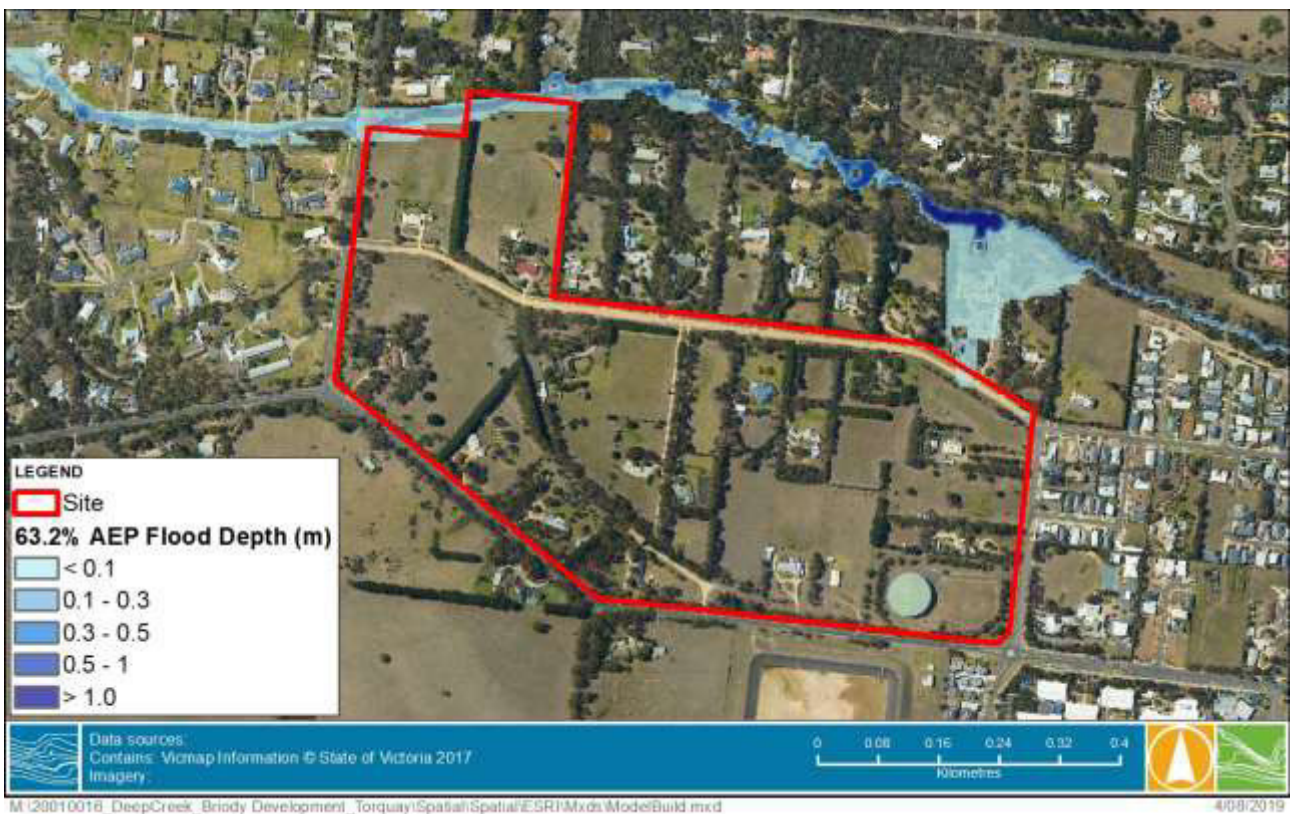 LEGEND
Site
63.2% AEP Flood Depth (m)
< 0.1
0.1 - 0.3
0.3 - 0.5
0.5 - 1
> 1.0
Data sources:
Contains: Vicmap Information © State of Victoria 2017
Imagery:
0 0.08 0.16 0.24 0.32 0.4
Kilometres
M:\20010016_DeepCreek_Briody_Development_Torquay\Spatial\Spatial\ESRI\Mxds\ModelBuild.mxd
4/08/2019